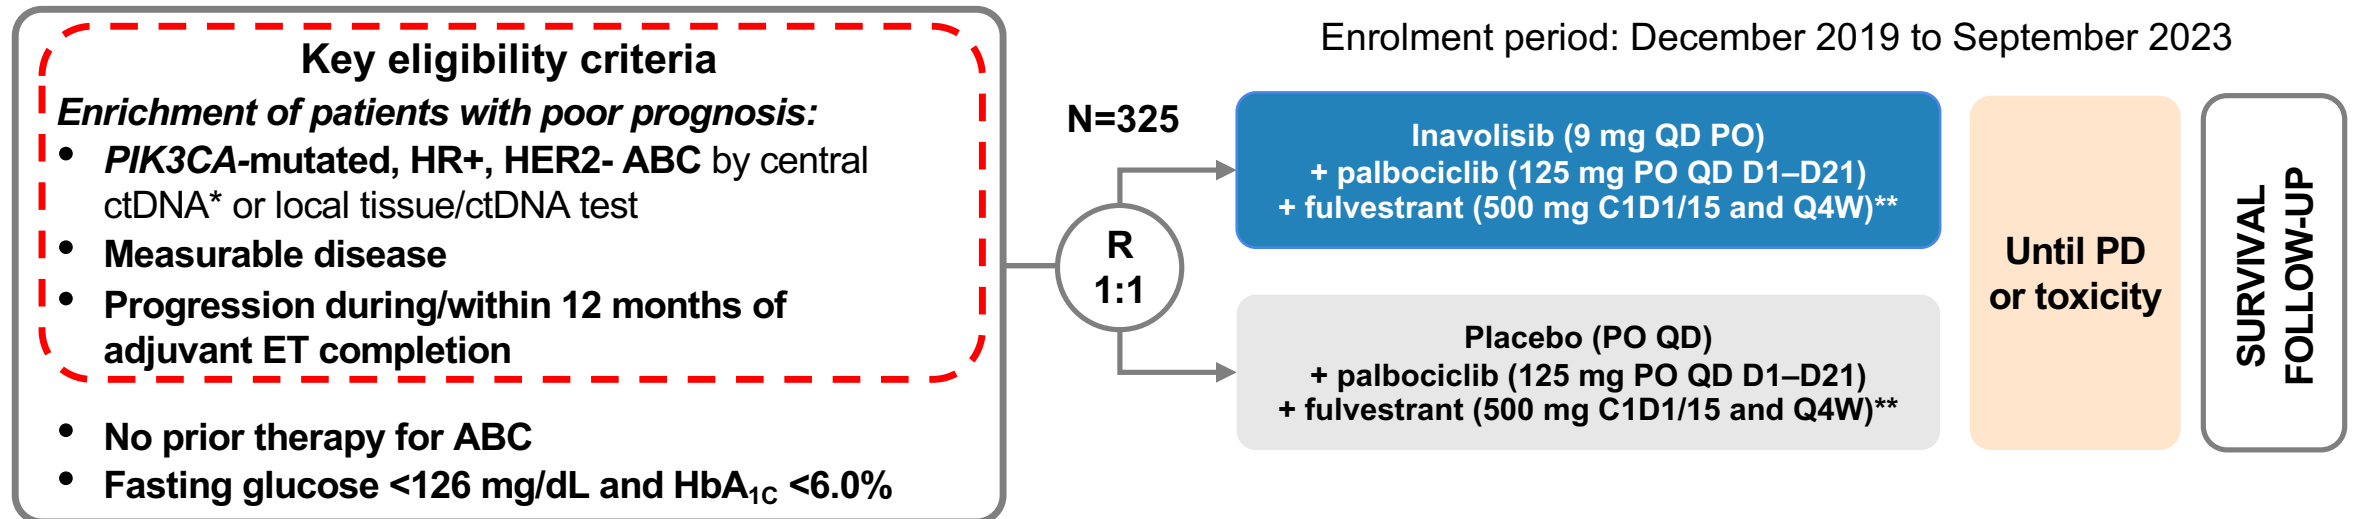 Key eligibility criteria
Enrichment of patients with poor prognosis:
• PIK3CA-mutated, HR+, HER2- ABC by central
ctDNA* or local tissue/ctDNA test
• Measurable disease
• Progression during/within 12 months of
adjuvant ET completion
• No prior therapy for ABC
• Fasting glucose <126 mg/dL and HbA1C <6.0%
N=325
R
1:1
Enrolment period: December 2019 to September 2023
Inavolisib (9 mg QD PO)
+ palbociclib (125 mg PO QD D1–D21)
+ fulvestrant (500 mg C1D1/15 and Q4W)**
Placebo (PO QD)
+ palbociclib (125 mg PO QD D1–D21)
+ fulvestrant (500 mg C1D1/15 and Q4W)**
Until PD
or toxicity
SURVIVAL
FOLLOW-UP